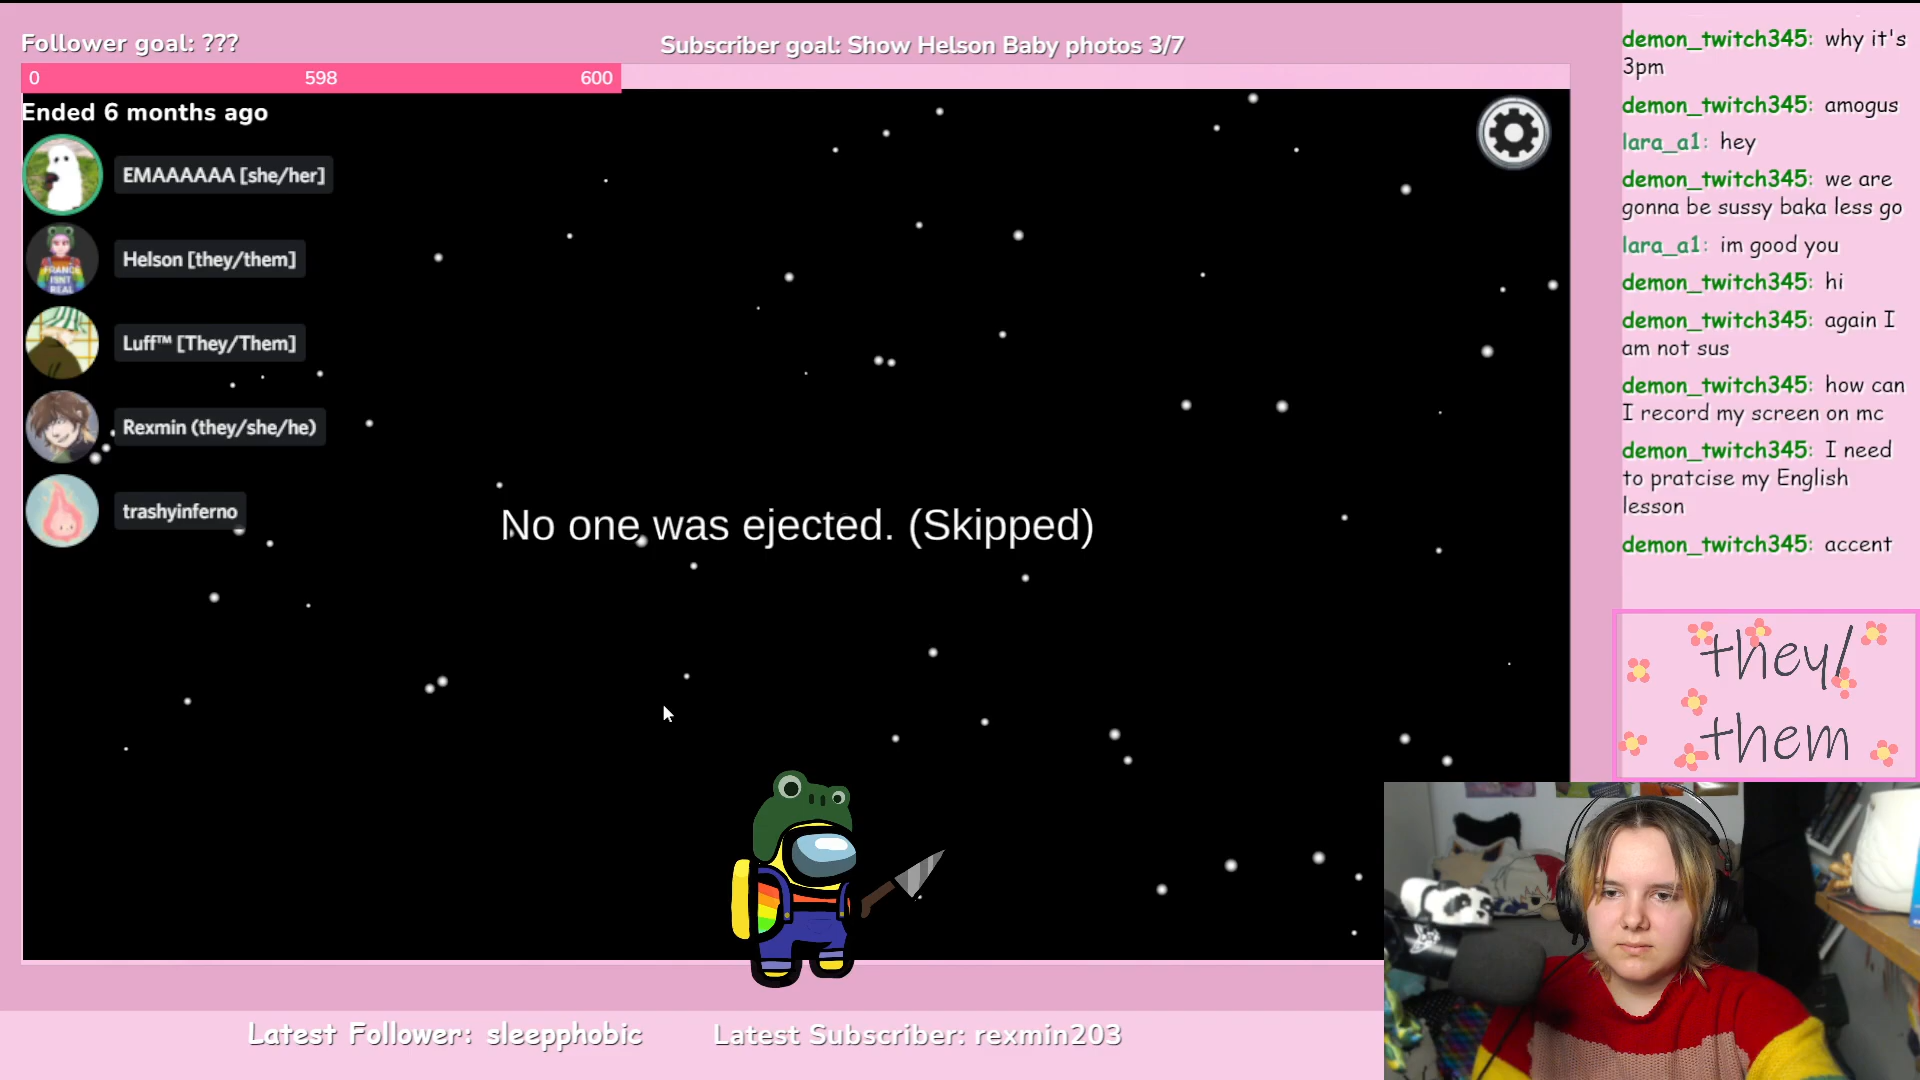 Follower goal: ???
Subscriber goal: Show Helson Baby photos 3/7
0 598 600
Ended 6 months ago
EMAAAAAA [she/her]
Helson [they/them]
FRANCE
ISNT
REAL
Luff™ [They/Them]
Rexmin (they/she/he)
trashyinferno
No one was ejected. (Skipped)
demon_twitch345: why it's
3pm
demon_twitch345: amogus
lara_a1: hey
demon_twitch345: we are
gonna be sussy baka less go
lara_a1: im good you
demon_twitch345: hi
demon_twitch345: again I
am not sus
demon_twitch345: how can
I record my screen on mc
demon_twitch345: I need
to pratcise my English
lesson
demon_twitch345: accent
they/
them
Latest Follower: sleepphobic
Latest Subscriber: rexmin203